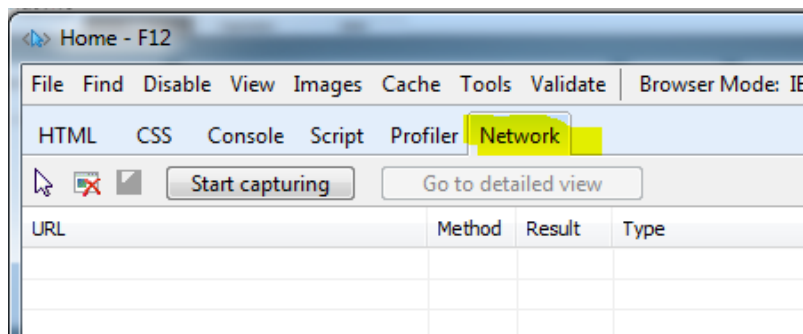 Home - F12
File Find Disable View Images Cache Tools Validate Browser Mode: IE
HTML CSS Console Script Profiler Network
Start capturing Go to detailed view
URL Method Result Type